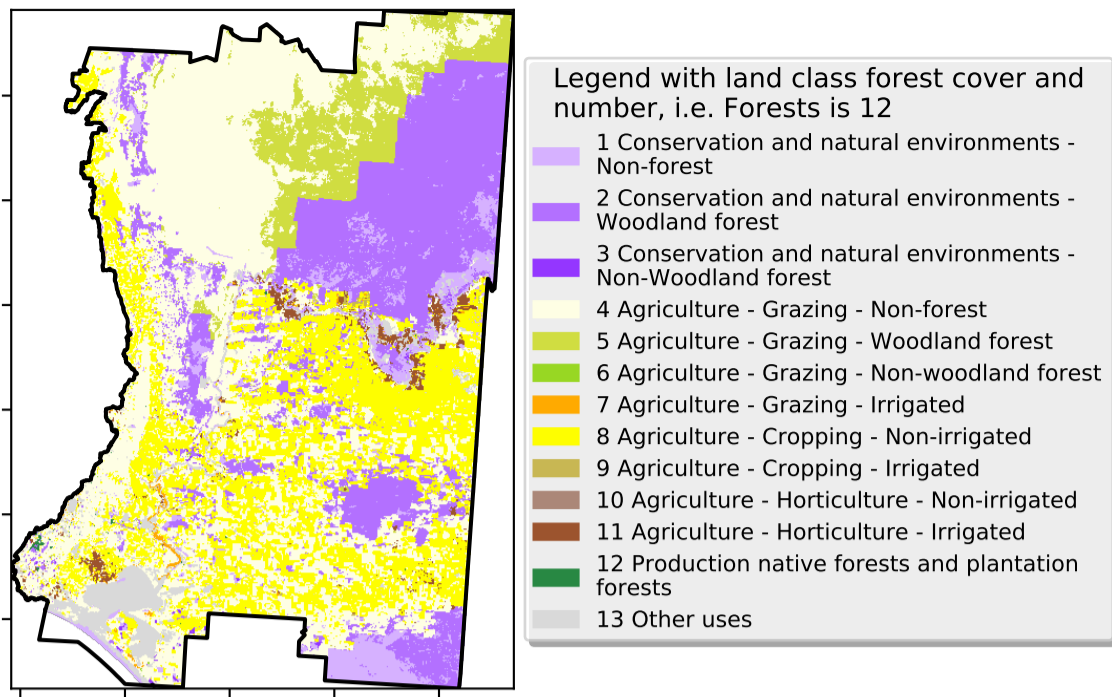 Legend with land class forest cover and
number, i.e. Forests is 12
1 Conservation and natural environments -
Non-forest
2 Conservation and natural environments -
Woodland forest
3 Conservation and natural environments -
Non-Woodland forest
4 Agriculture - Grazing - Non-forest
5 Agriculture - Grazing - Woodland forest
6 Agriculture - Grazing - Non-woodland forest
7 Agriculture - Grazing - Irrigated
8 Agriculture - Cropping - Non-irrigated
9 Agriculture - Cropping - Irrigated
10 Agriculture - Horticulture - Non-irrigated
11 Agriculture - Horticulture - Irrigated
12 Production native forests and plantation
forests
13 Other uses